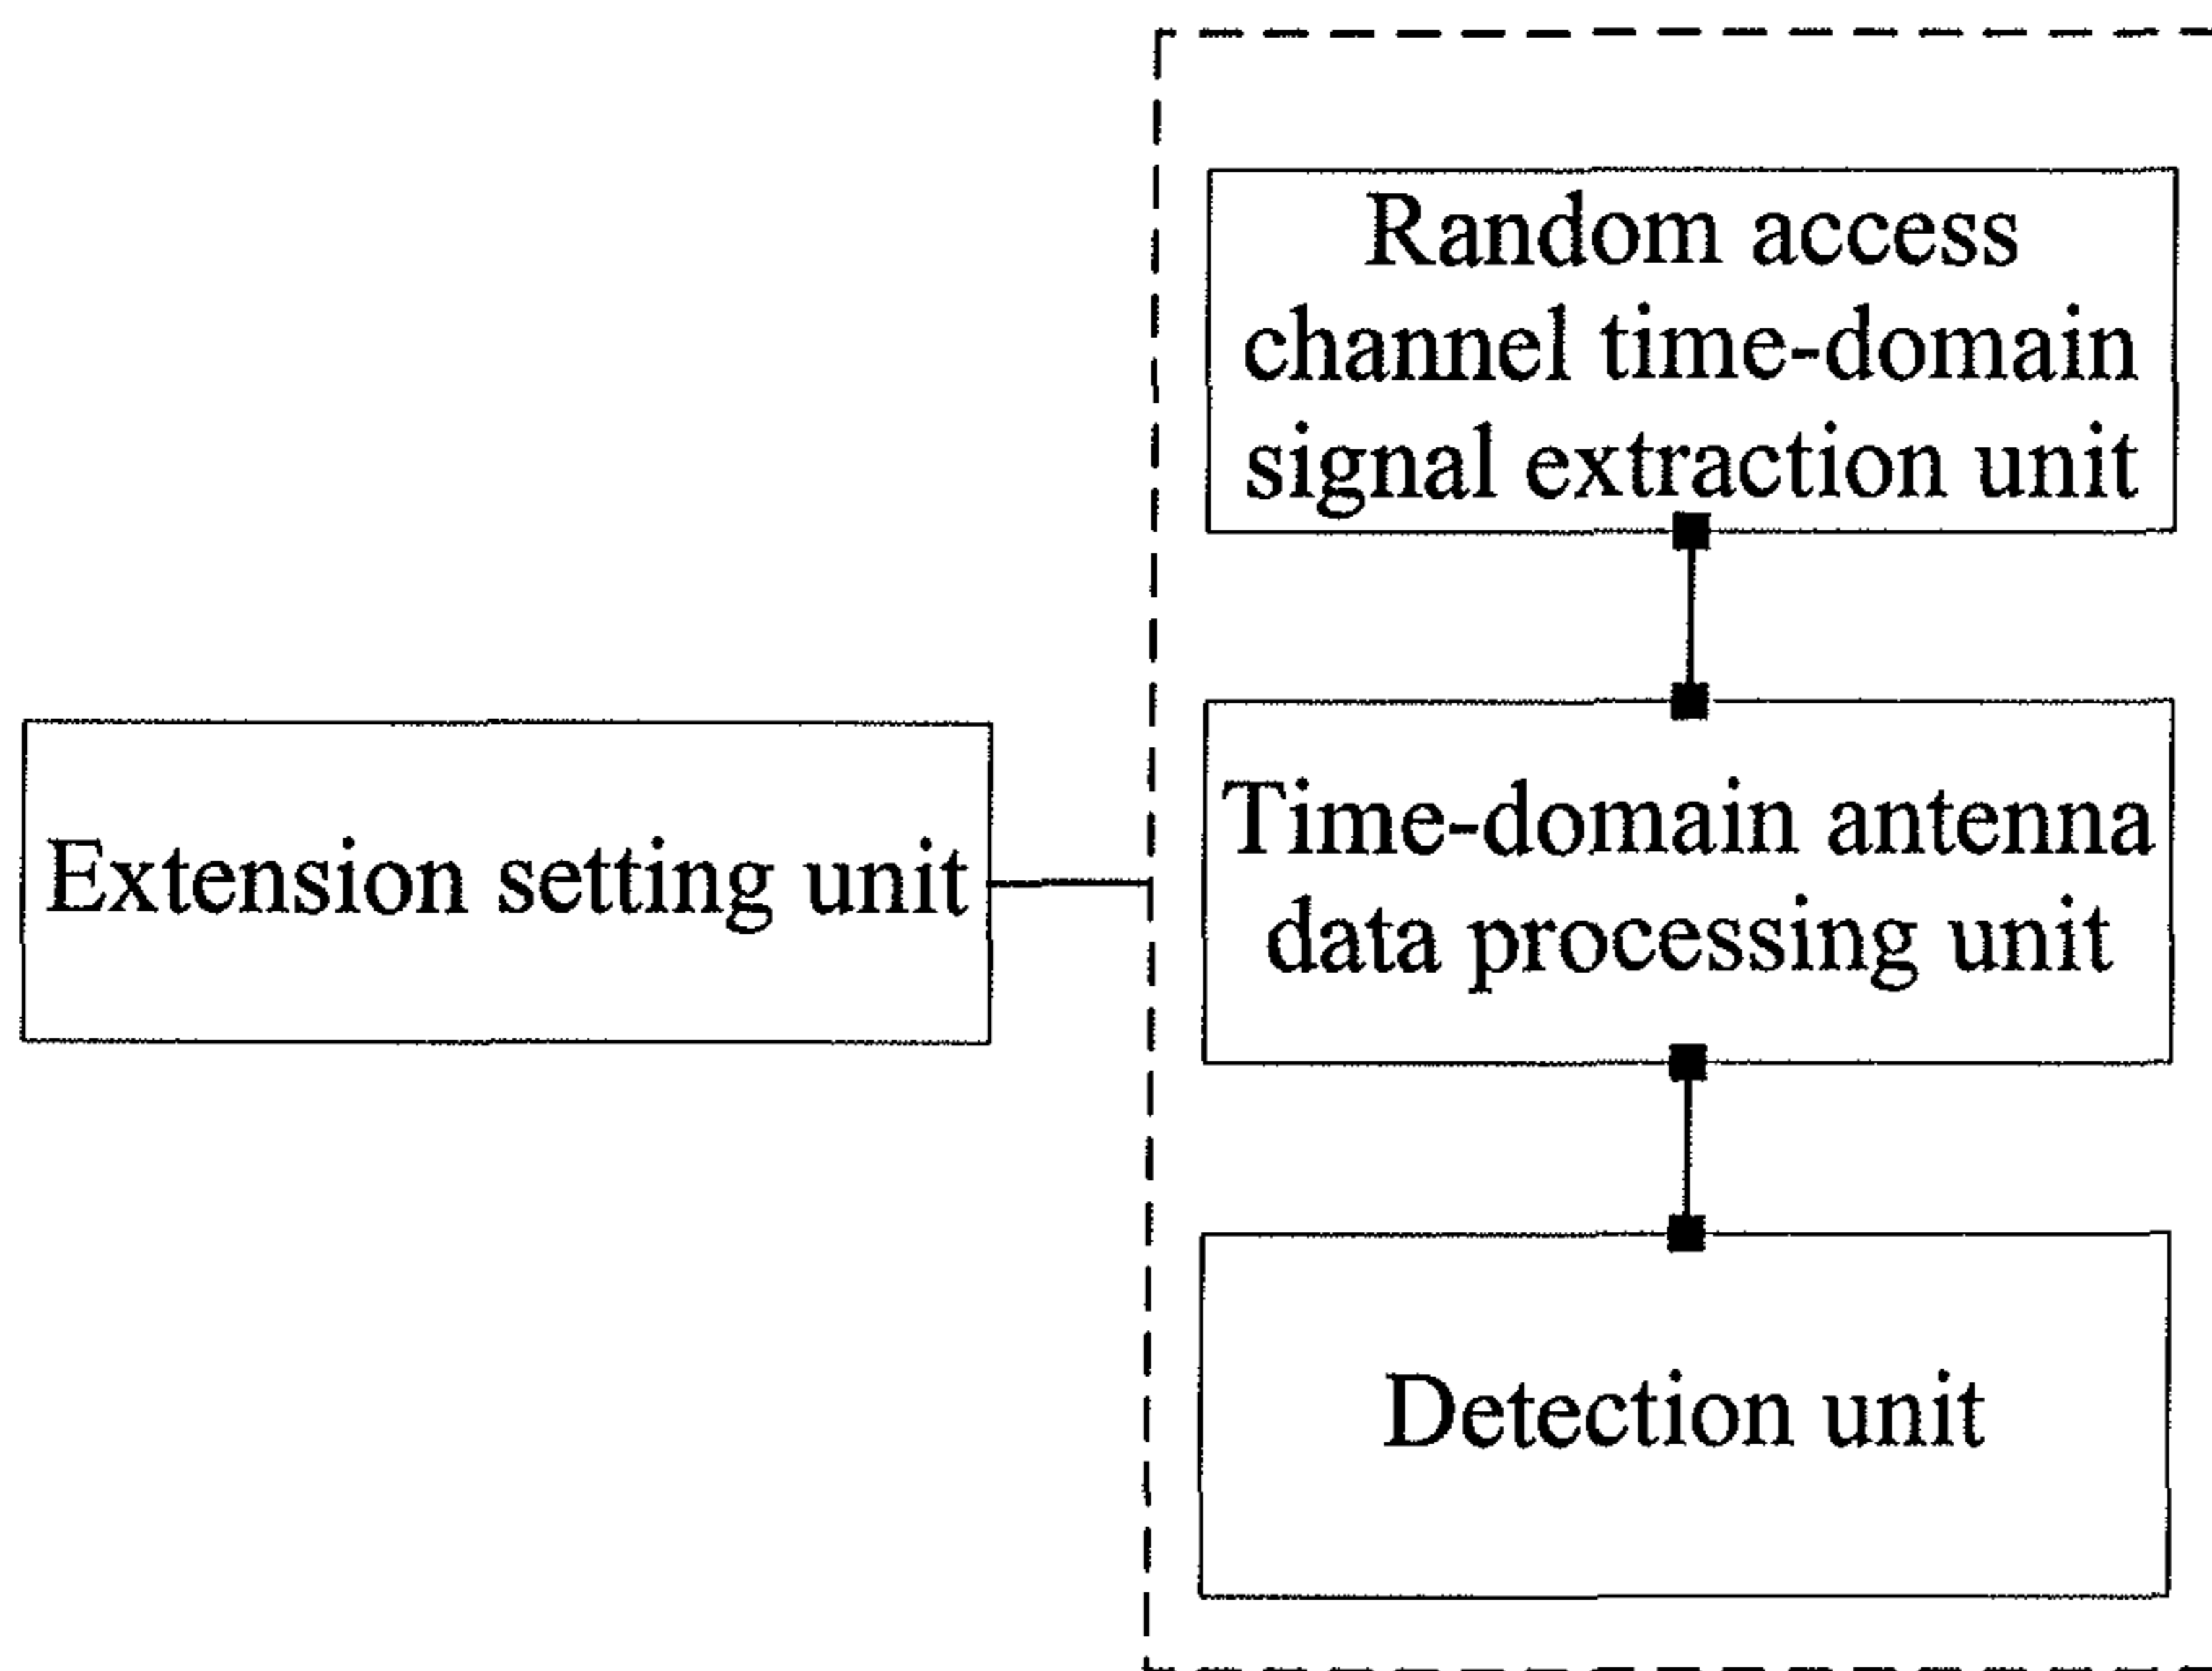 Random access
channel time-domain
signal extraction unit
Extension setting unit
Time-domain antenna
data processing unit
Detection unit